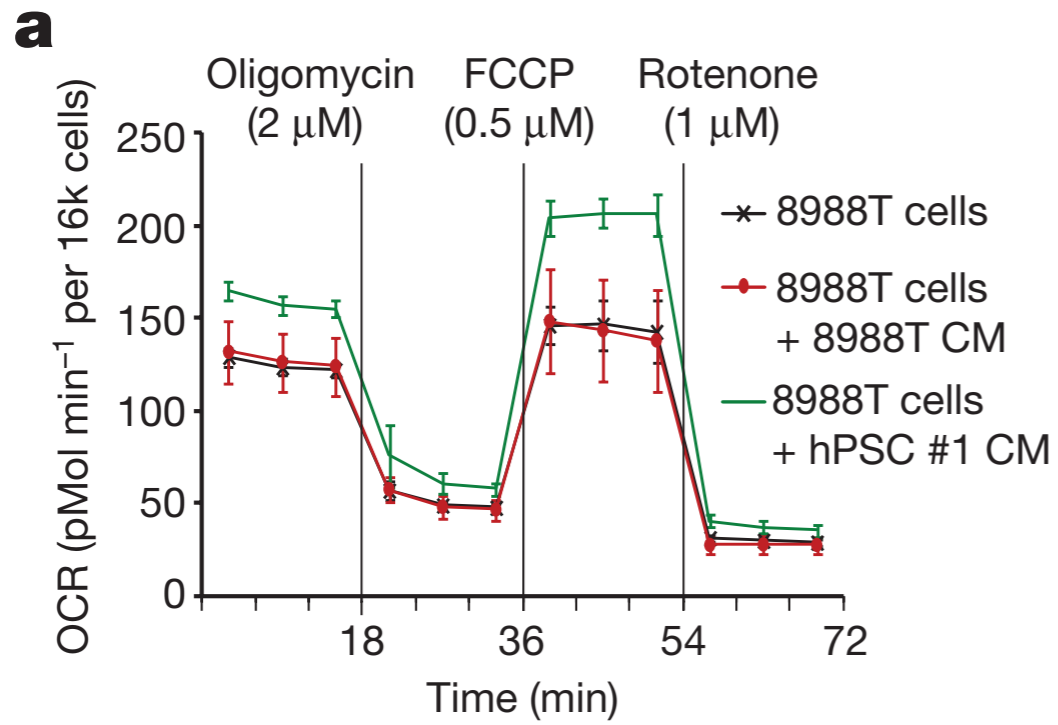 a
Oligomycin
(2 μM)
FCCP
(0.5 μM)
Rotenone
(1 μM)
OCR (pMol min⁻¹ per 16k cells)
250
200
150
100
50
0
18
36
54
72
Time (min)
8988T cells
8988T cells
+ 8988T CM
8988T cells
+ hPSC #1 CM